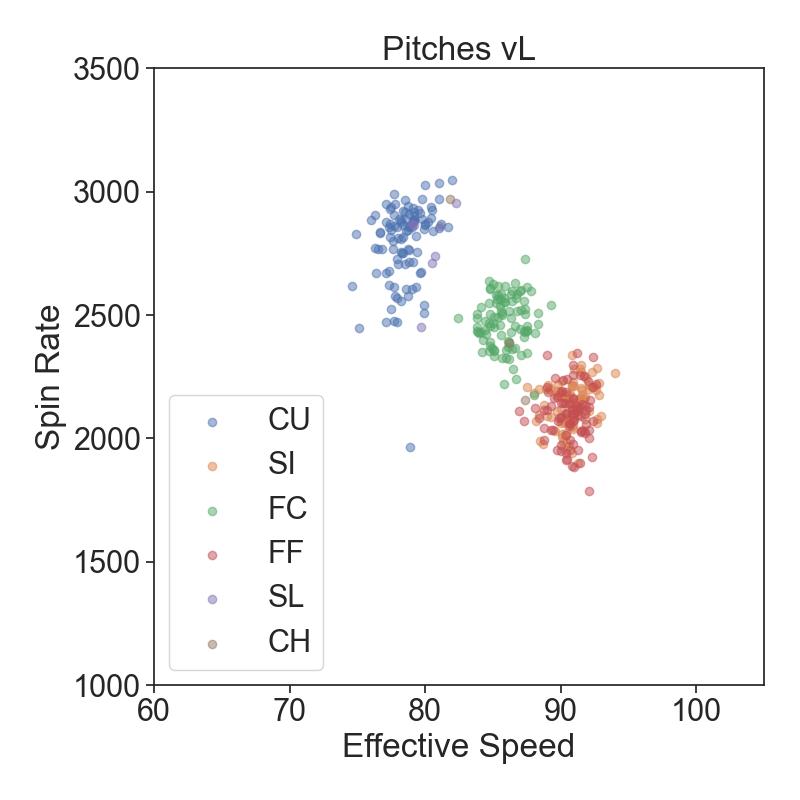 Pitches vL
3500
3000
2500
2000
1500
1000
Spin Rate
CU
SI
FC
FF
SL
CH
60 70 80 90 100
Effective Speed